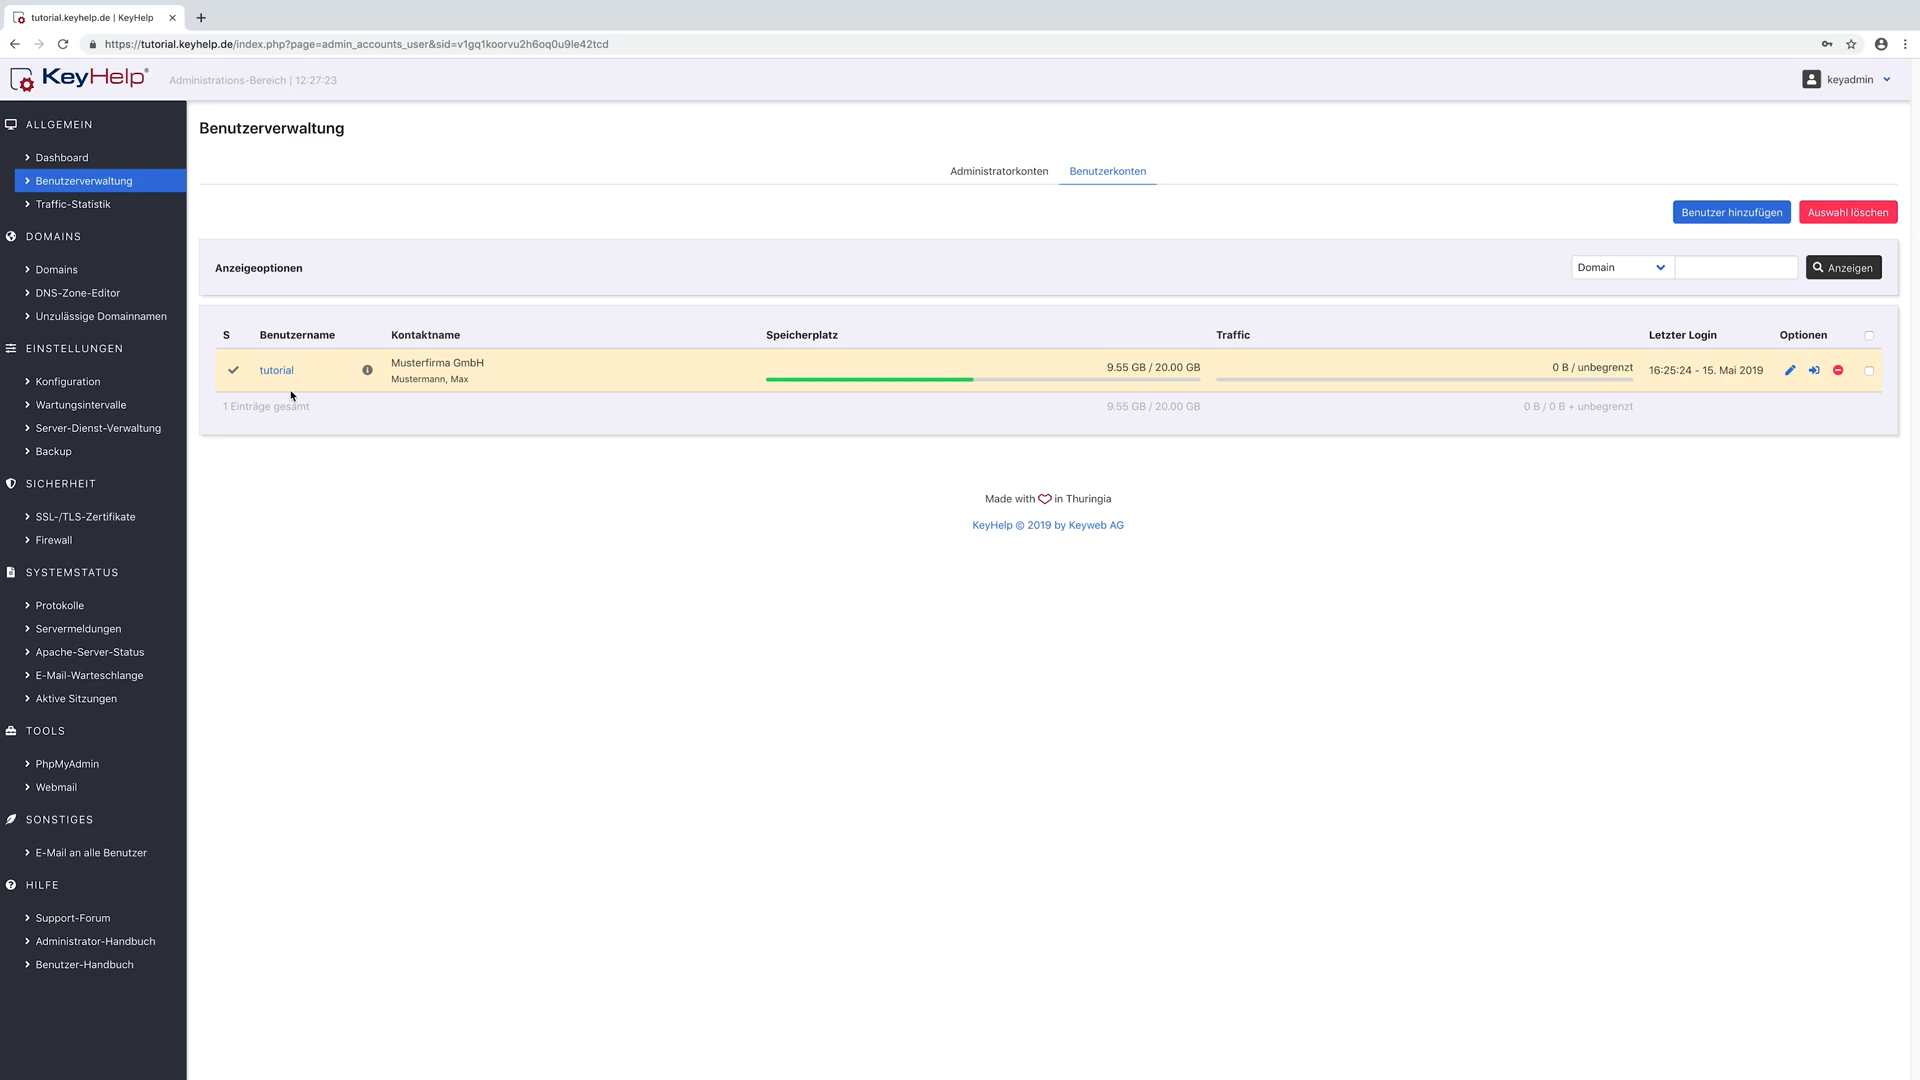 tutorial.keyhelp.de | KeyHelp
https://tutorial.keyhelp.de/index.php?page=admin_accounts_user&sid=v1gq1koorvu2h6oq0u9le42tcd
KeyHelp®
Administrations-Bereich | 12:27:23
keyadmin
ALLGEMEIN
Dashboard
Benutzerverwaltung
Traffic-Statistik
DOMAINS
Domains
DNS-Zone-Editor
Unzulässige Domainnamen
EINSTELLUNGEN
Konfiguration
Wartungsintervalle
Server-Dienst-Verwaltung
Backup
SICHERHEIT
SSL-/TLS-Zertifikate
Firewall
SYSTEMSTATUS
Protokolle
Servermeldungen
Apache-Server-Status
E-Mail-Warteschlange
Aktive Sitzungen
TOOLS
PhpMyAdmin
Webmail
SONSTIGES
E-Mail an alle Benutzer
HILFE
Support-Forum
Administrator-Handbuch
Benutzer-Handbuch
Benutzerverwaltung
Administratorkonten Benutzerkonten
Benutzer hinzufügen Auswahl löschen
Anzeigeoptionen Domain Anzeigen
S Benutzername Kontaktname Speicherplatz Traffic Letzter Login Optionen
tutorial Musterfirma GmbH 9.55 GB / 20.00 GB 0 B / unbegrenzt 16:25:24 - 15. Mai 2019
Mustermann, Max
1 Einträge gesamt 9.55 GB / 20.00 GB 0 B / 0 B + unbegrenzt
Made with in Thuringia
KeyHelp © 2019 by Keyweb AG